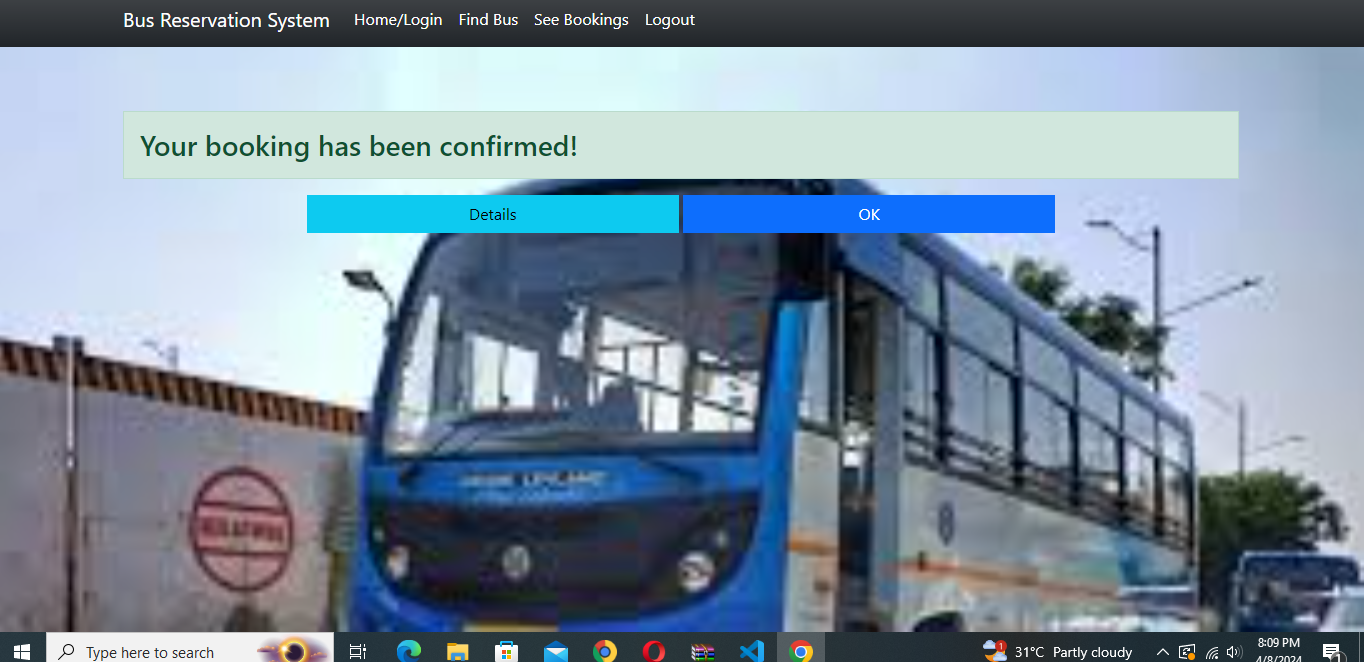 Bus Reservation System Home/Login Find Bus See Bookings Logout
Your booking has been confirmed!
Details OK
Type here to search
31°C Partly cloudy
8:09 PM
4/8/2024